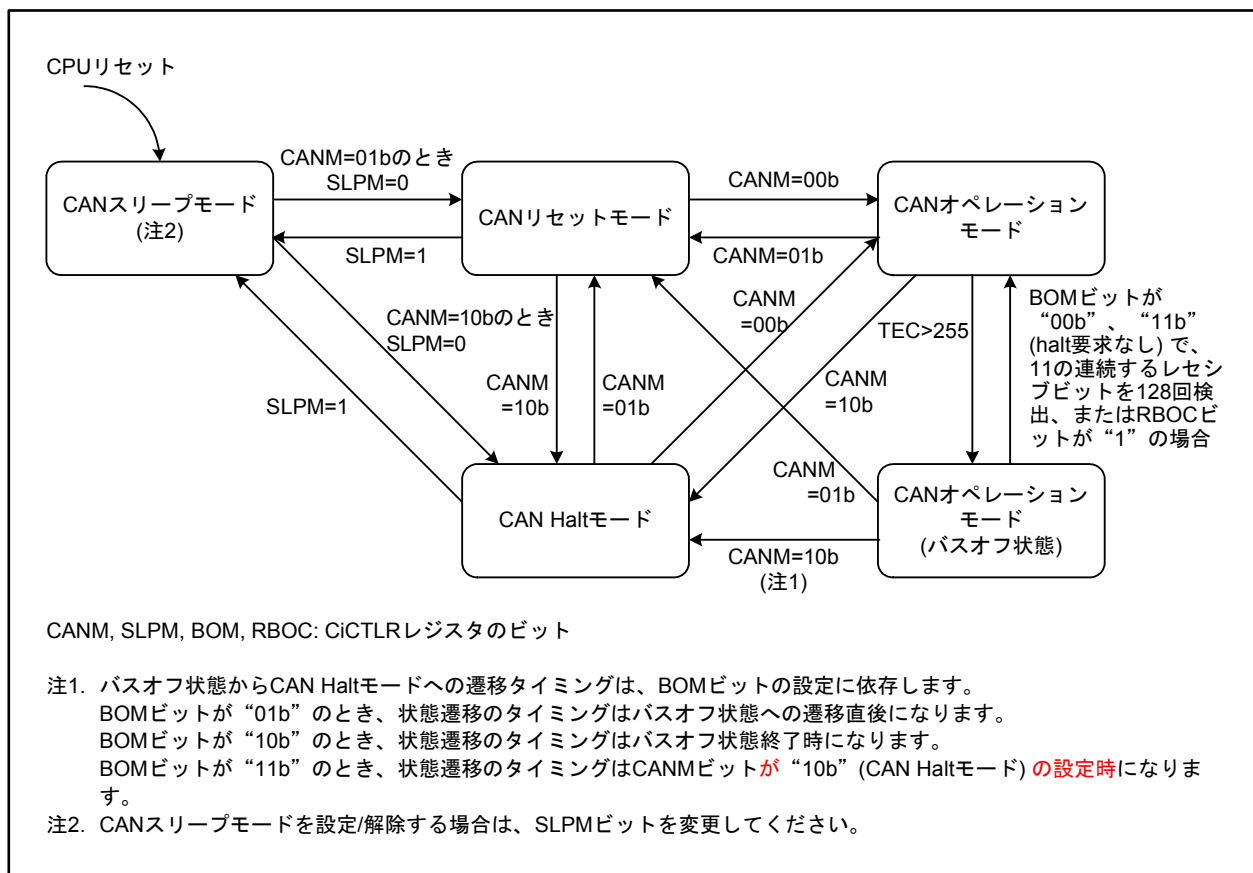 CPUリセット
CANスリープモード
(注2)
CANM=01bのとき
SLPM=0
SLPM=1
CANリセットモード
CANM=00b
CANM=01b
CANオペレーション
モード
CANM=10bのとき
SLPM=0
SLPM=1
CANM
=10b
CANM
=01b
CANM
=00b
CANM
=10b
TEC>255
BOMビットが
“00b”、“11b”
(halt要求なし) で、
11の連続するレセシ
ブビットを128回検
出、またはRBOCビ
ットが“1”の場合
CANM
=01b
CAN Haltモード
CANM=10b
(注1)
CANオペレーション
モード
(バスオフ状態)
CANM, SLPM, BOM, RBOC: CiCTLRレジスタのビット
注1. バスオフ状態からCAN Haltモードへの遷移タイミングは、BOMビットの設定に依存します。
BOMビットが“01b”のとき、状態遷移のタイミングはバスオフ状態への遷移直後になります。
BOMビットが“10b”のとき、状態遷移のタイミングはバスオフ状態終了時になります。
BOMビットが“11b”のとき、状態遷移のタイミングはCANMビットが“10b”(CAN Haltモード) の設定時になりま
す。
注2. CANスリープモードを設定/解除する場合は、SLPMビットを変更してください。